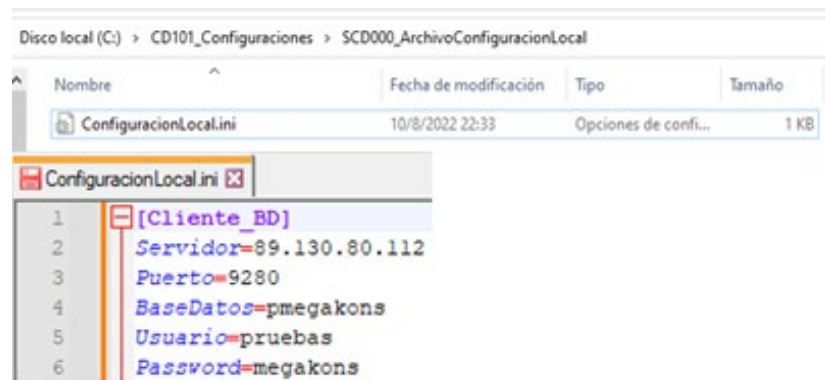 Disco local (C:) > CD101_Configuraciones > SCD000_ArchivoConfiguracionLocal
Nombre Fecha de modificación Tipo Tamaño
ConfiguracionLocal.ini 10/8/2022 22:33 Opciones de confi... 1 KB
ConfiguracionLocal.ini
1 [Cliente_BD]
2 Servidor=89.130.80.112
3 Puerto=9280
4 BaseDatos=pmegakons
5 Usuario=pruebas
6 Password=megakons